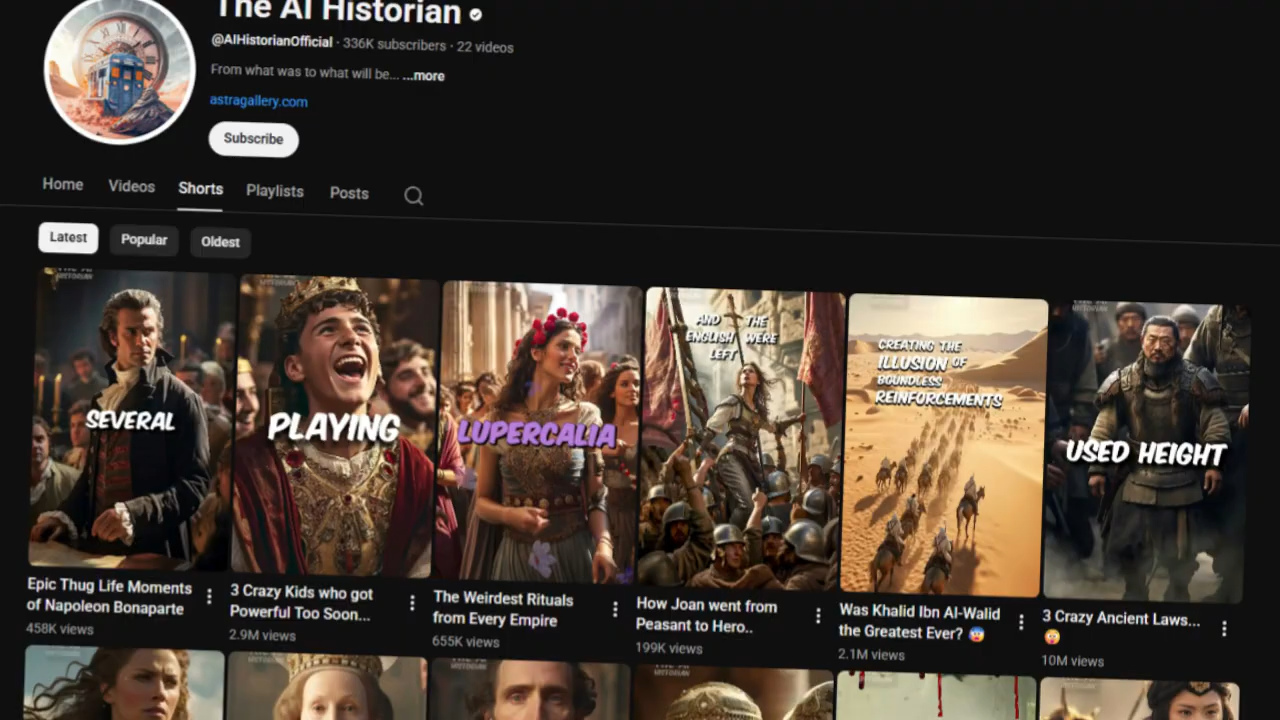 The AI Historian
@AIHistorianOfficial · 336K subscribers · 22 videos
From what was to what will be... ...more
astragallery.com
Subscribe
Home Videos Shorts Playlists Posts
Latest Popular Oldest
SEVERAL
PLAYING
LUPERCALIA
AND THE
ENGLISH WERE
LEFT
CREATING THE
ILLUSION OF
BOUNDLESS
REINFORCEMENTS
USED HEIGHT
Epic Thug Life Moments
of Napoleon Bonaparte
458K views
3 Crazy Kids who got
Powerful Too Soon...
2.9M views
The Weirdest Rituals
from Every Empire
655K views
How Joan went from
Peasant to Hero..
199K views
Was Khalid Ibn Al-Walid
the Greatest Ever? 😨
2.1M views
3 Crazy Ancient Laws...
😲
10M views